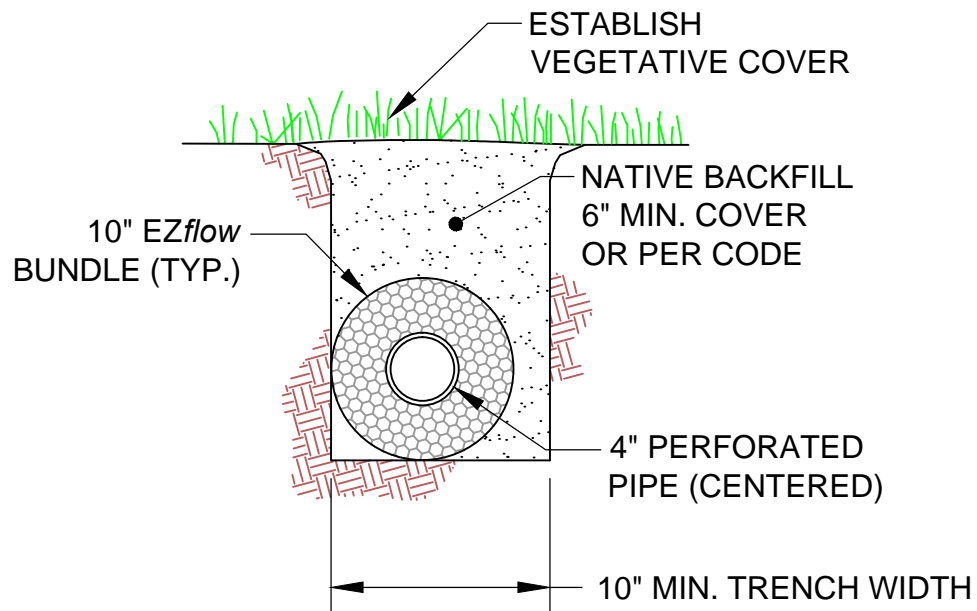 ESTABLISH
VEGETATIVE COVER
NATIVE BACKFILL
6" MIN. COVER
OR PER CODE
10" EZflow
BUNDLE (TYP.)
4" PERFORATED
PIPE (CENTERED)
10" MIN. TRENCH WIDTH